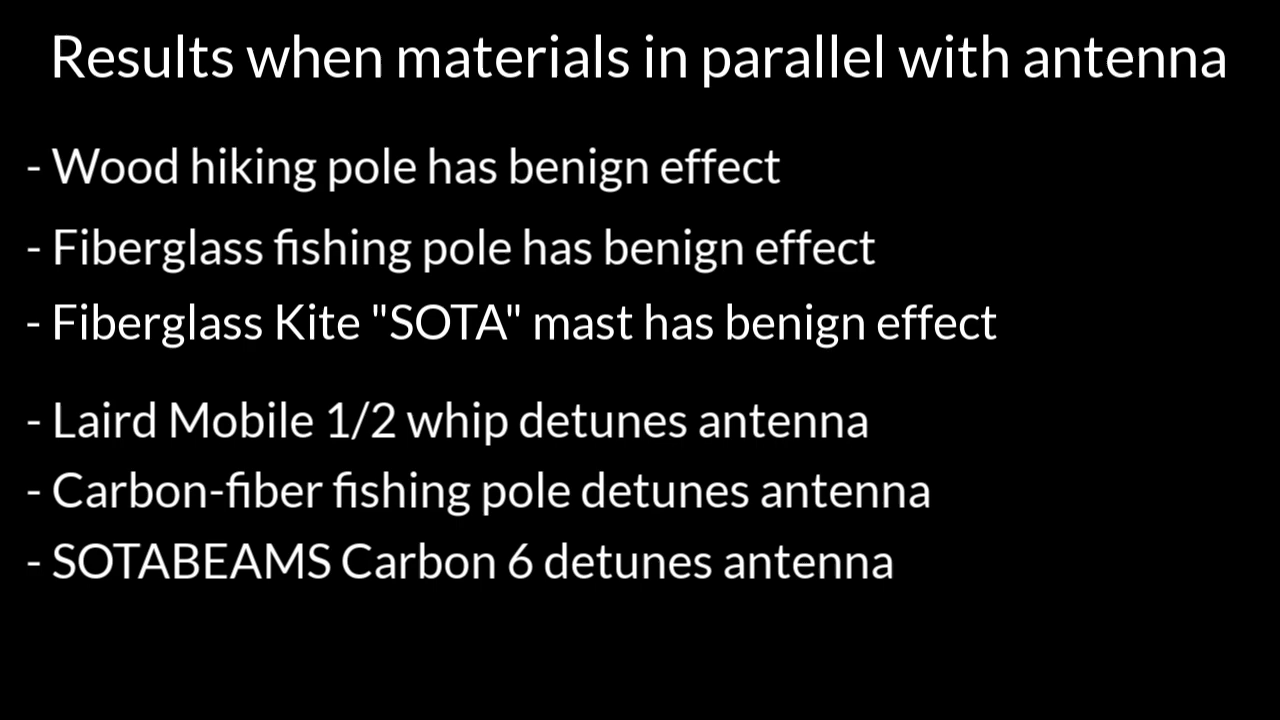 Results when materials in parallel with antenna
- Wood hiking pole has benign effect
- Fiberglass fishing pole has benign effect
- Fiberglass Kite "SOTA" mast has benign effect
- Laird Mobile 1/2 whip detunes antenna
- Carbon-fiber fishing pole detunes antenna
- SOTABEAMS Carbon 6 detunes antenna